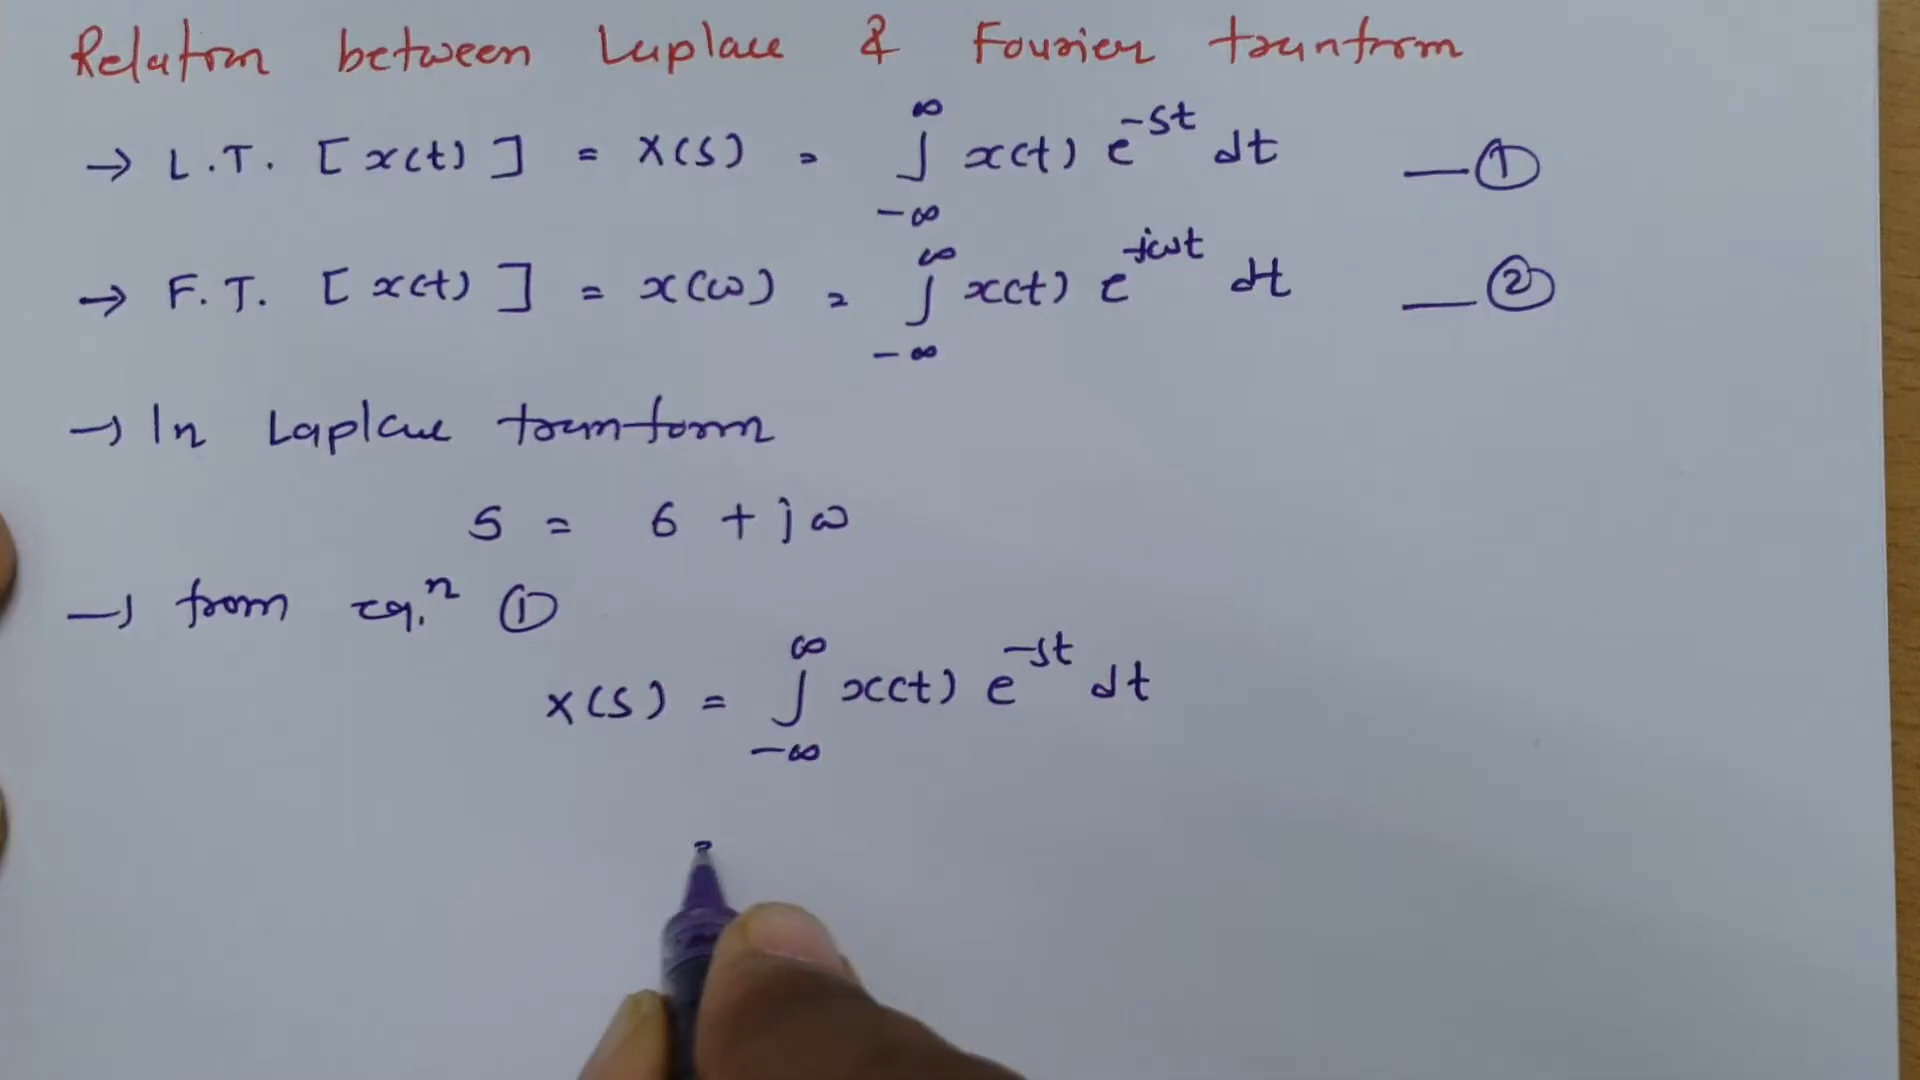 Relation between Laplace & Fourier transform
→ L.T. [x(t)] = X(s) = ∫_{-∞}^{∞} x(t) e^{-st} dt —①
→ F.T. [x(t)] = x(ω) = ∫_{-∞}^{∞} x(t) e^{-jωt} dt —②
→ In Laplace transform
s = σ + jω
→ from eq.ⁿ ①
X(s) = ∫_{-∞}^{∞} x(t) e^{-st} dt
=